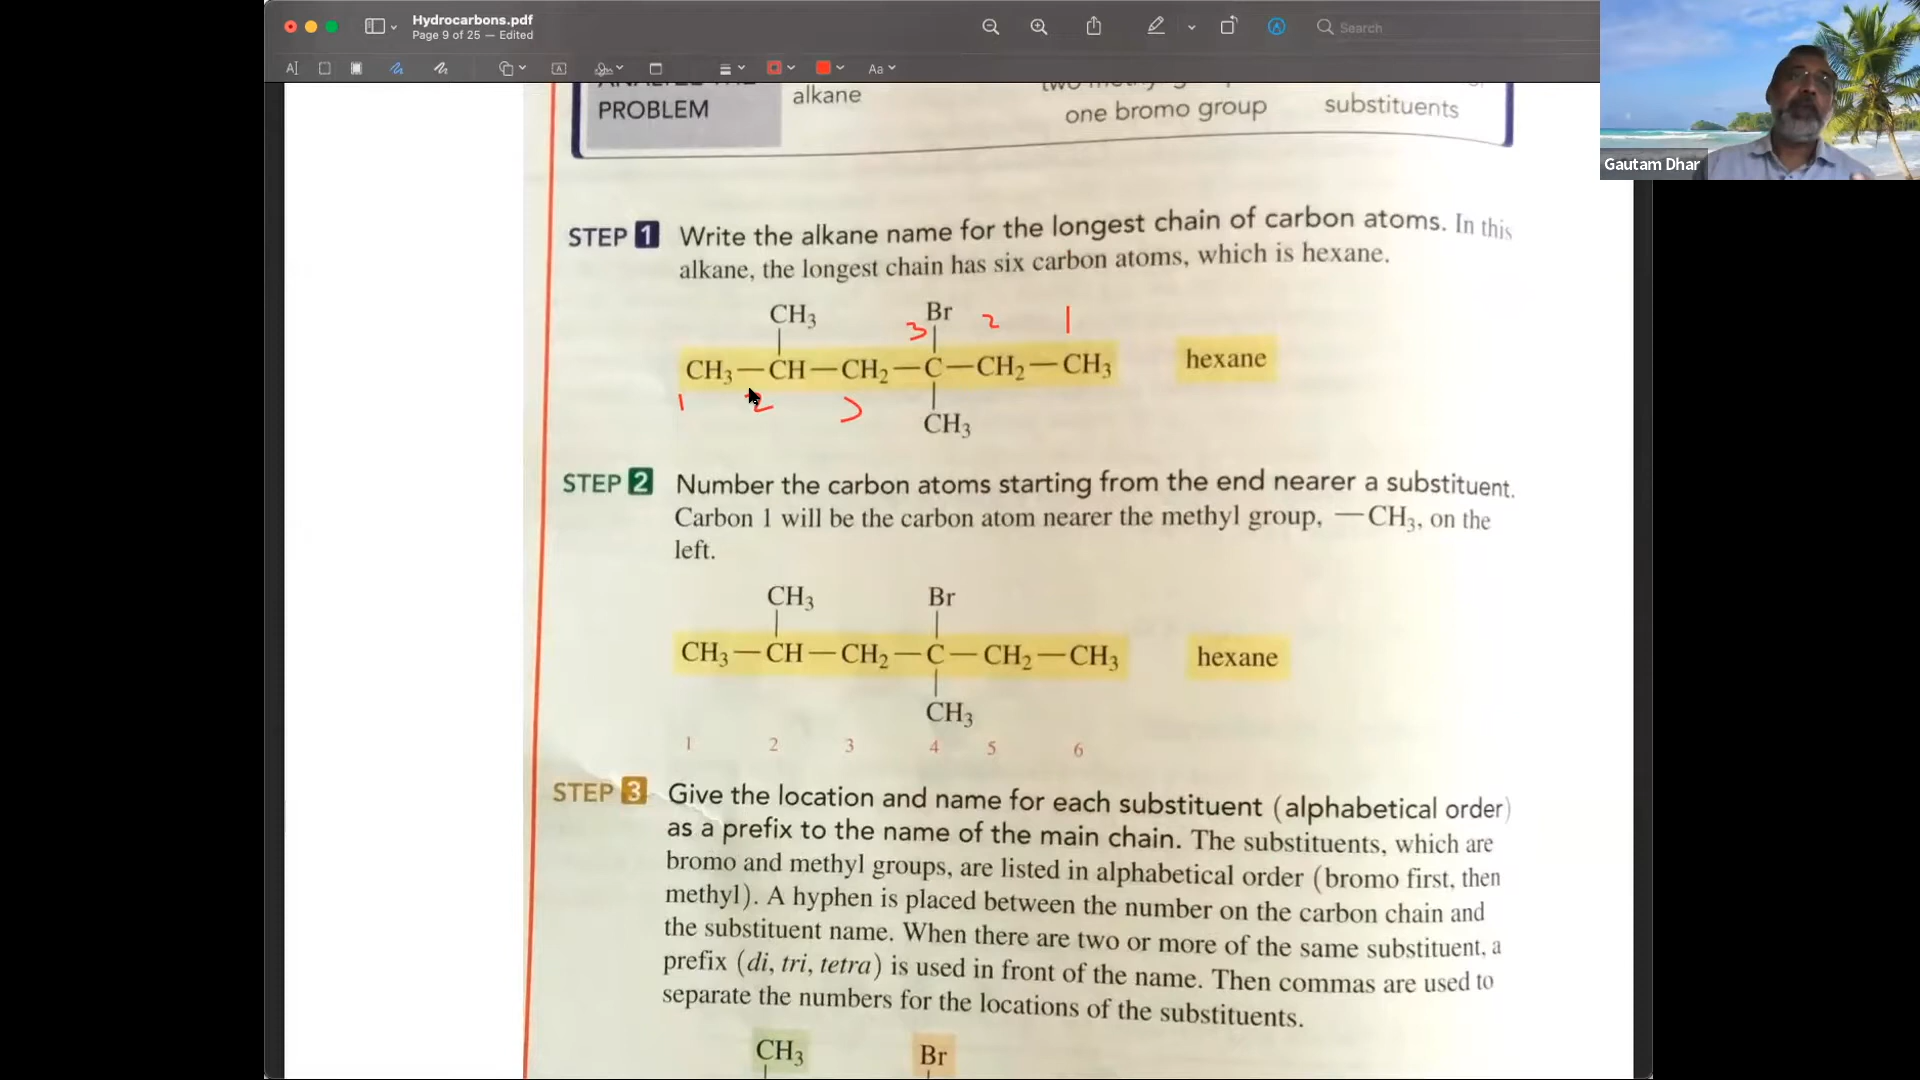 Hydrocarbons.pdf
Page 9 of 25 — Edited
Search
Aa
Gautam Dhar
PROBLEM
alkane
one bromo group
substituents
STEP 1 Write the alkane name for the longest chain of carbon atoms. In this
alkane, the longest chain has six carbon atoms, which is hexane.
CH₃ Br
3 2 1
CH₃—CH—CH₂—C—CH₂—CH₃ hexane
1 2
CH₃
STEP 2 Number the carbon atoms starting from the end nearer a substituent.
Carbon 1 will be the carbon atom nearer the methyl group, —CH₃, on the
left.
CH₃ Br
CH₃—CH—CH₂—C—CH₂—CH₃ hexane
CH₃
1 2 3 4 5 6
STEP 3 Give the location and name for each substituent (alphabetical order)
as a prefix to the name of the main chain. The substituents, which are
bromo and methyl groups, are listed in alphabetical order (bromo first, then
methyl). A hyphen is placed between the number on the carbon chain and
the substituent name. When there are two or more of the same substituent, a
prefix (di, tri, tetra) is used in front of the name. Then commas are used to
separate the numbers for the locations of the substituents.
CH₃ Br